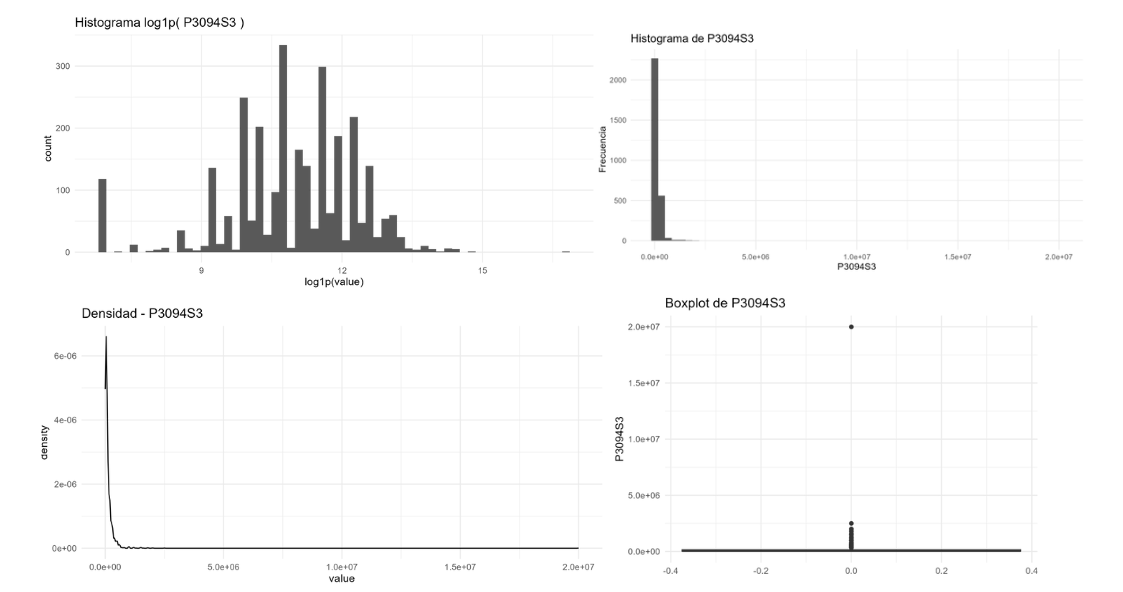 Histograma log1p( P3094S3 )
300
200
100
0
count
9 12 15
log1p(value)
Histograma de P3094S3
2000
1500
1000
500
0
Frecuencia
0.0e+00 5.0e+06 1.0e+07 1.5e+07 2.0e+07
P3094S3
Densidad - P3094S3
6e-06
4e-06
2e-06
0e+00
density
0.0e+00 5.0e+06 1.0e+07 1.5e+07 2.0e+07
value
Boxplot de P3094S3
2.0e+07
1.5e+07
1.0e+07
5.0e+06
0.0e+00
P3094S3
-0.4 -0.2 0.0 0.2 0.4